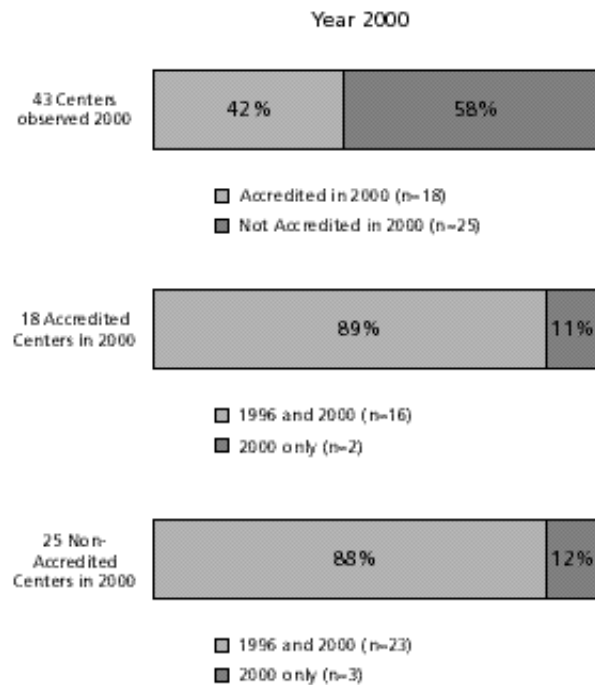 Year 2000
43 Centers
observed 2000
42%
58%
Accredited in 2000 (n=18)
Not Accredited in 2000 (n=25)
18 Accredited
Centers in 2000
89%
11%
1996 and 2000 (n=16)
2000 only (n=2)
25 Non-
Accredited
Centers in 2000
88%
12%
1996 and 2000 (n=23)
2000 only (n=3)